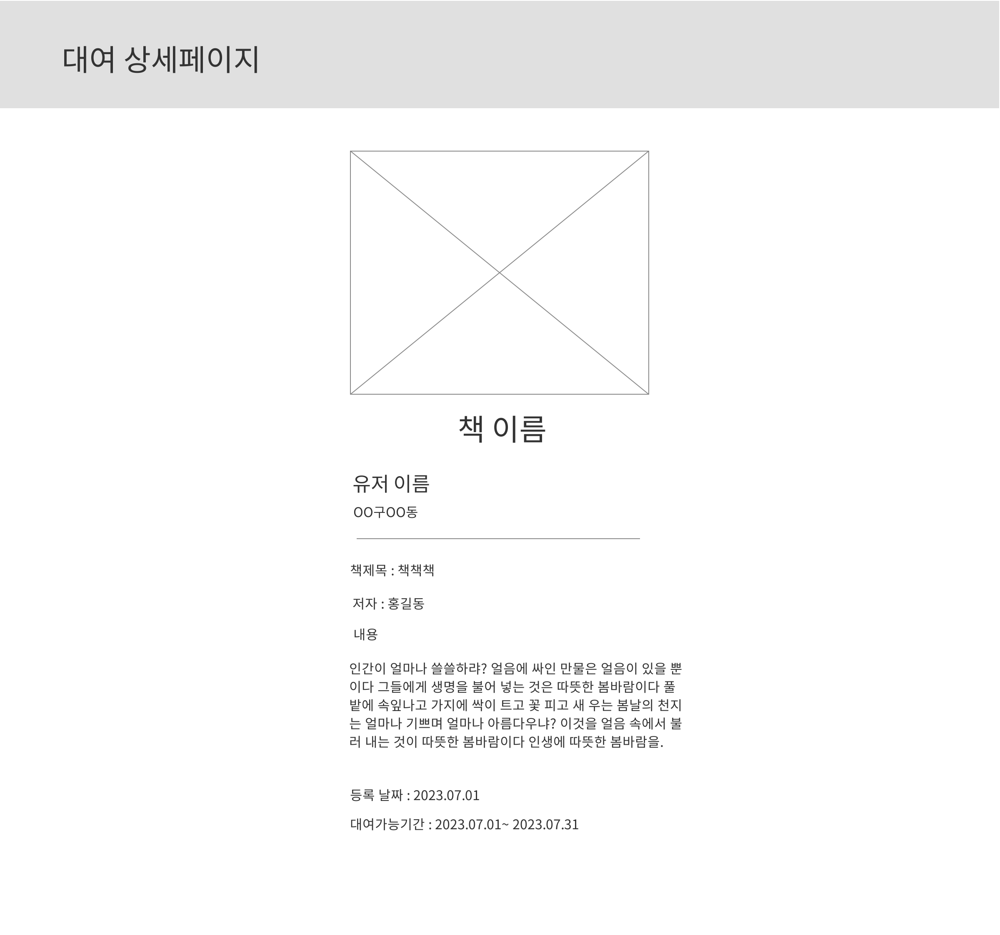 대여 상세페이지
책 이름
유저 이름
OO구OO동
책제목 : 책책책
저자 : 홍길동
내용
인간이 얼마나 쓸쓸하랴? 얼음에 싸인 만물은 얼음이 있을 뿐
이다 그들에게 생명을 불어 넣는 것은 따뜻한 봄바람이다 풀
밭에 속잎나고 가지에 싹이 트고 꽃 피고 새 우는 봄날의 천지
는 얼마나 기쁘며 얼마나 아름다우냐? 이것을 얼음 속에서 불
러 내는 것이 따뜻한 봄바람이다 인생에 따뜻한 봄바람을.
등록 날짜 : 2023.07.01
대여가능기간 : 2023.07.01~ 2023.07.31